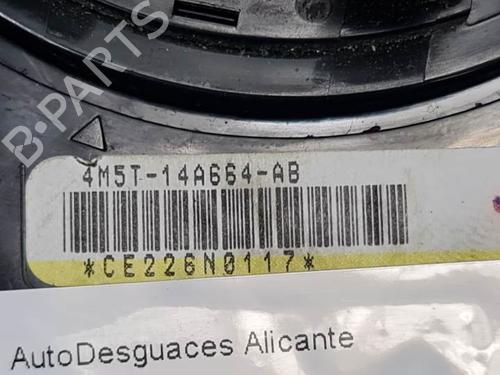 B-PARTS
4M5T-14A664-AB
*CE226N0117*
AutoDesguaces Alicante